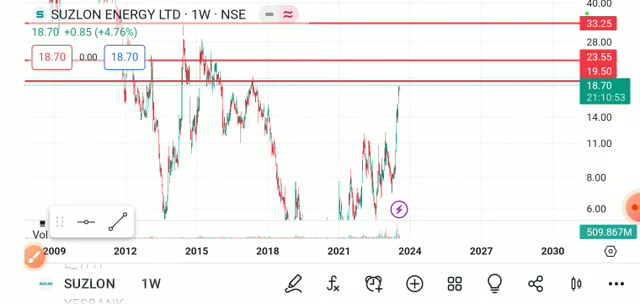 40.00
SUZLON ENERGY LTD · 1W · NSE
33.25
18.70 +0.85 (+4.76%)
28.00
18.70 0.00 18.70
23.55
19.50
18.70
21:10:53
14.00
11.00
8.00
6.00
Vol
509.867M
2009 2012 2015 2018 2021 2024 2027 2030
SUZLON 1W
YESBANK